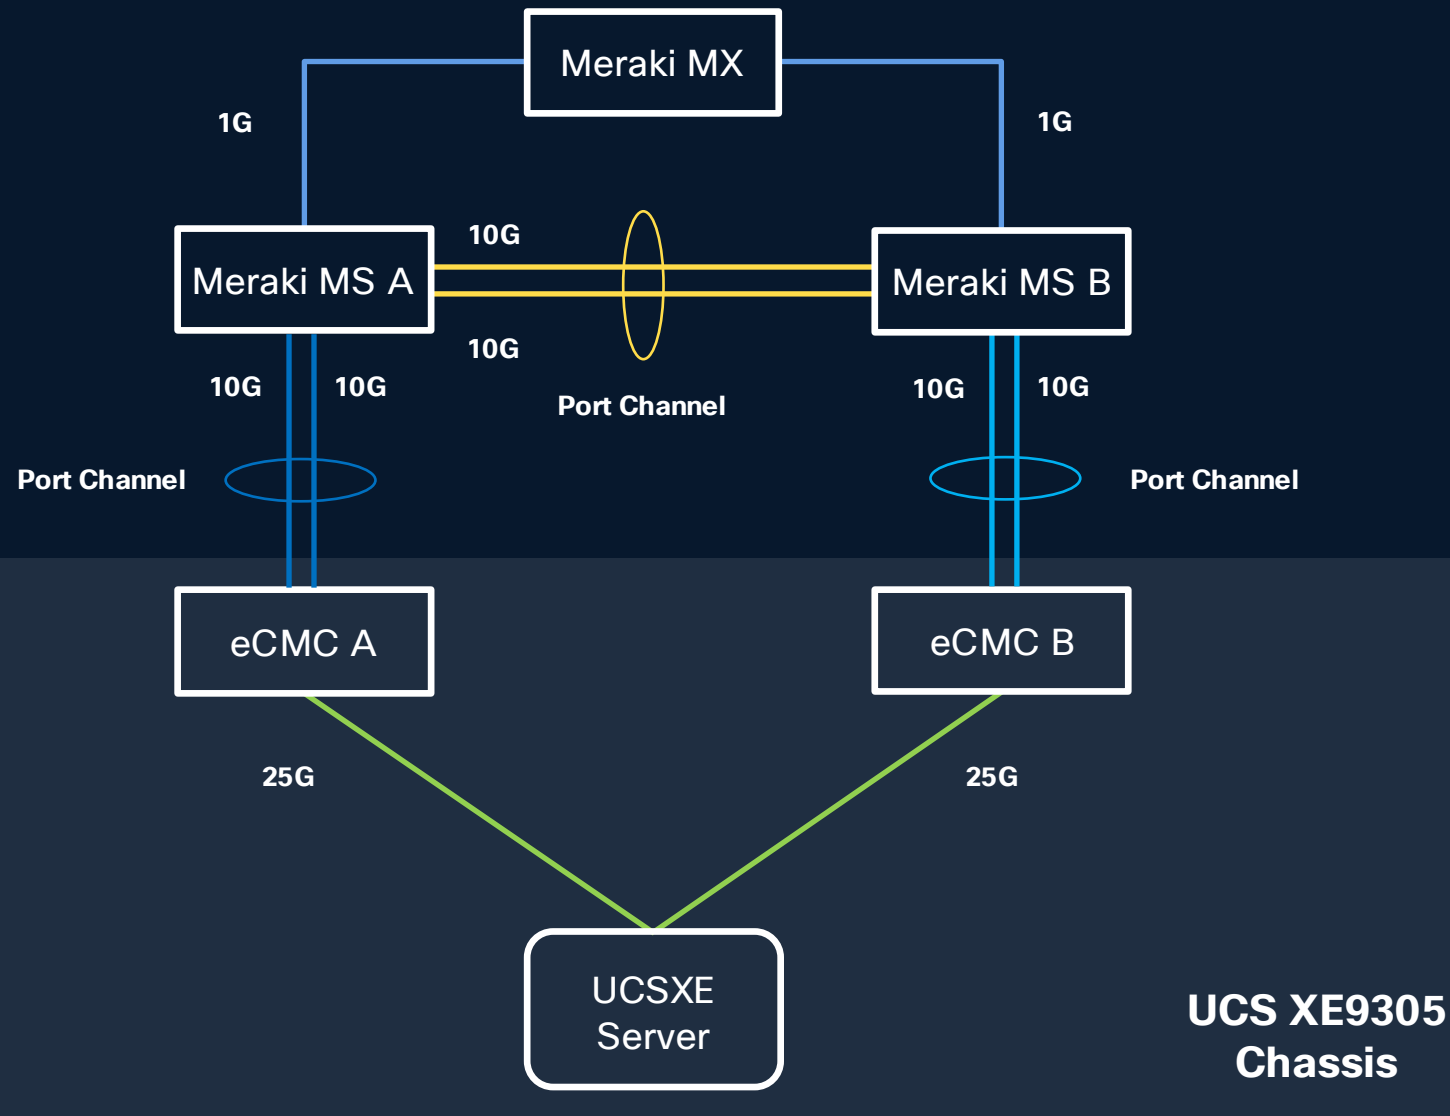 Meraki MX
1G
1G
10G
Meraki MS A
Meraki MS B
10G
10G
10G
10G
10G
Port Channel
Port Channel
Port Channel
eCMC A
eCMC B
25G
25G
UCSXE
Server
UCS XE9305
Chassis